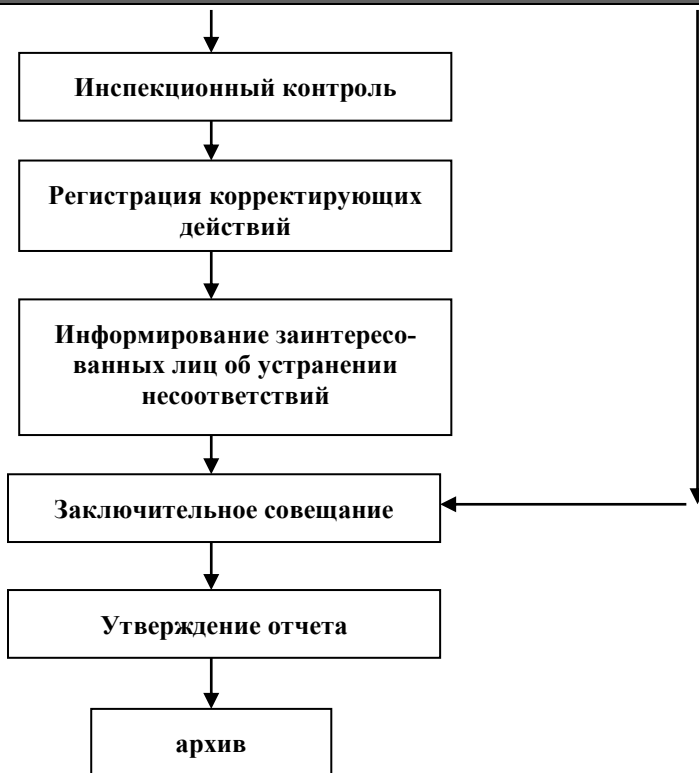 Инспекционный контроль
Регистрация корректирующих
действий
Информирование заинтересо-
ванных лиц об устранении
несоответствий
Заключительное совещание
Утверждение отчета
архив